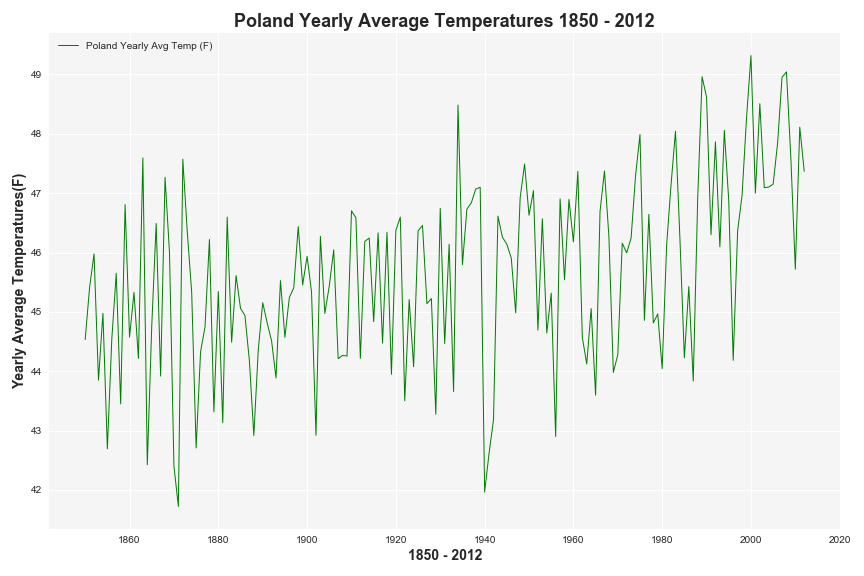 Poland Yearly Average Temperatures 1850 - 2012
Poland Yearly Avg Temp (F)
Yearly Average Temperatures(F)
49
48
47
46
45
44
43
42
1860 1880 1900 1920 1940 1960 1980 2000 2020
1850 - 2012